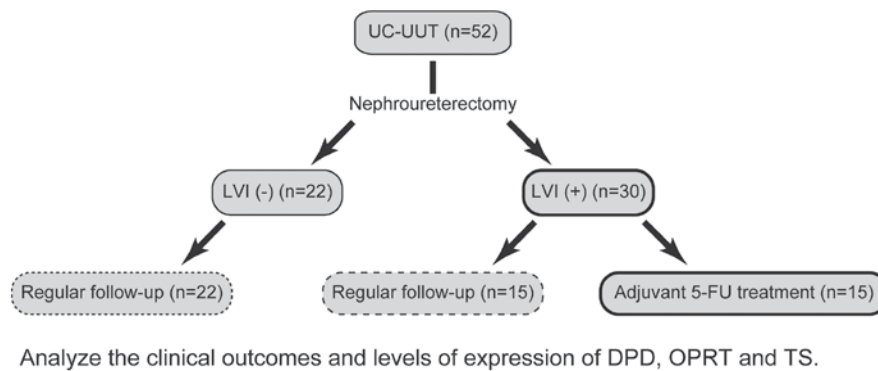 UC-UUT (n=52)
Nephroureterectomy
LVI (-) (n=22)
LVI (+) (n=30)
Regular follow-up (n=22)
Regular follow-up (n=15)
Adjuvant 5-FU treatment (n=15)
Analyze the clinical outcomes and levels of expression of DPD, OPRT and TS.